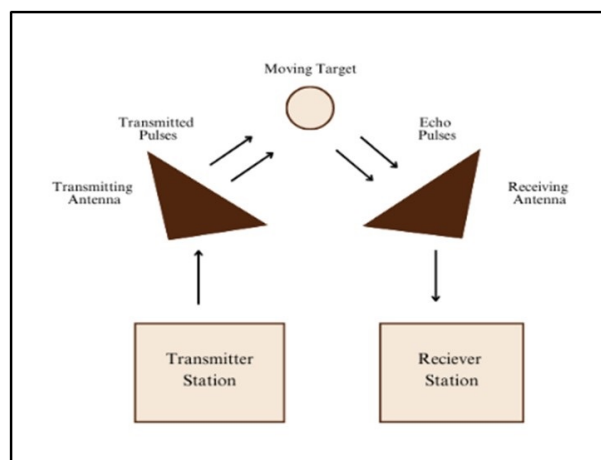 Moving Target
Transmitted
Pulses
Echo
Pulses
Transmitting
Antenna
Receiving
Antenna
Transmitter
Station
Reciever
Station